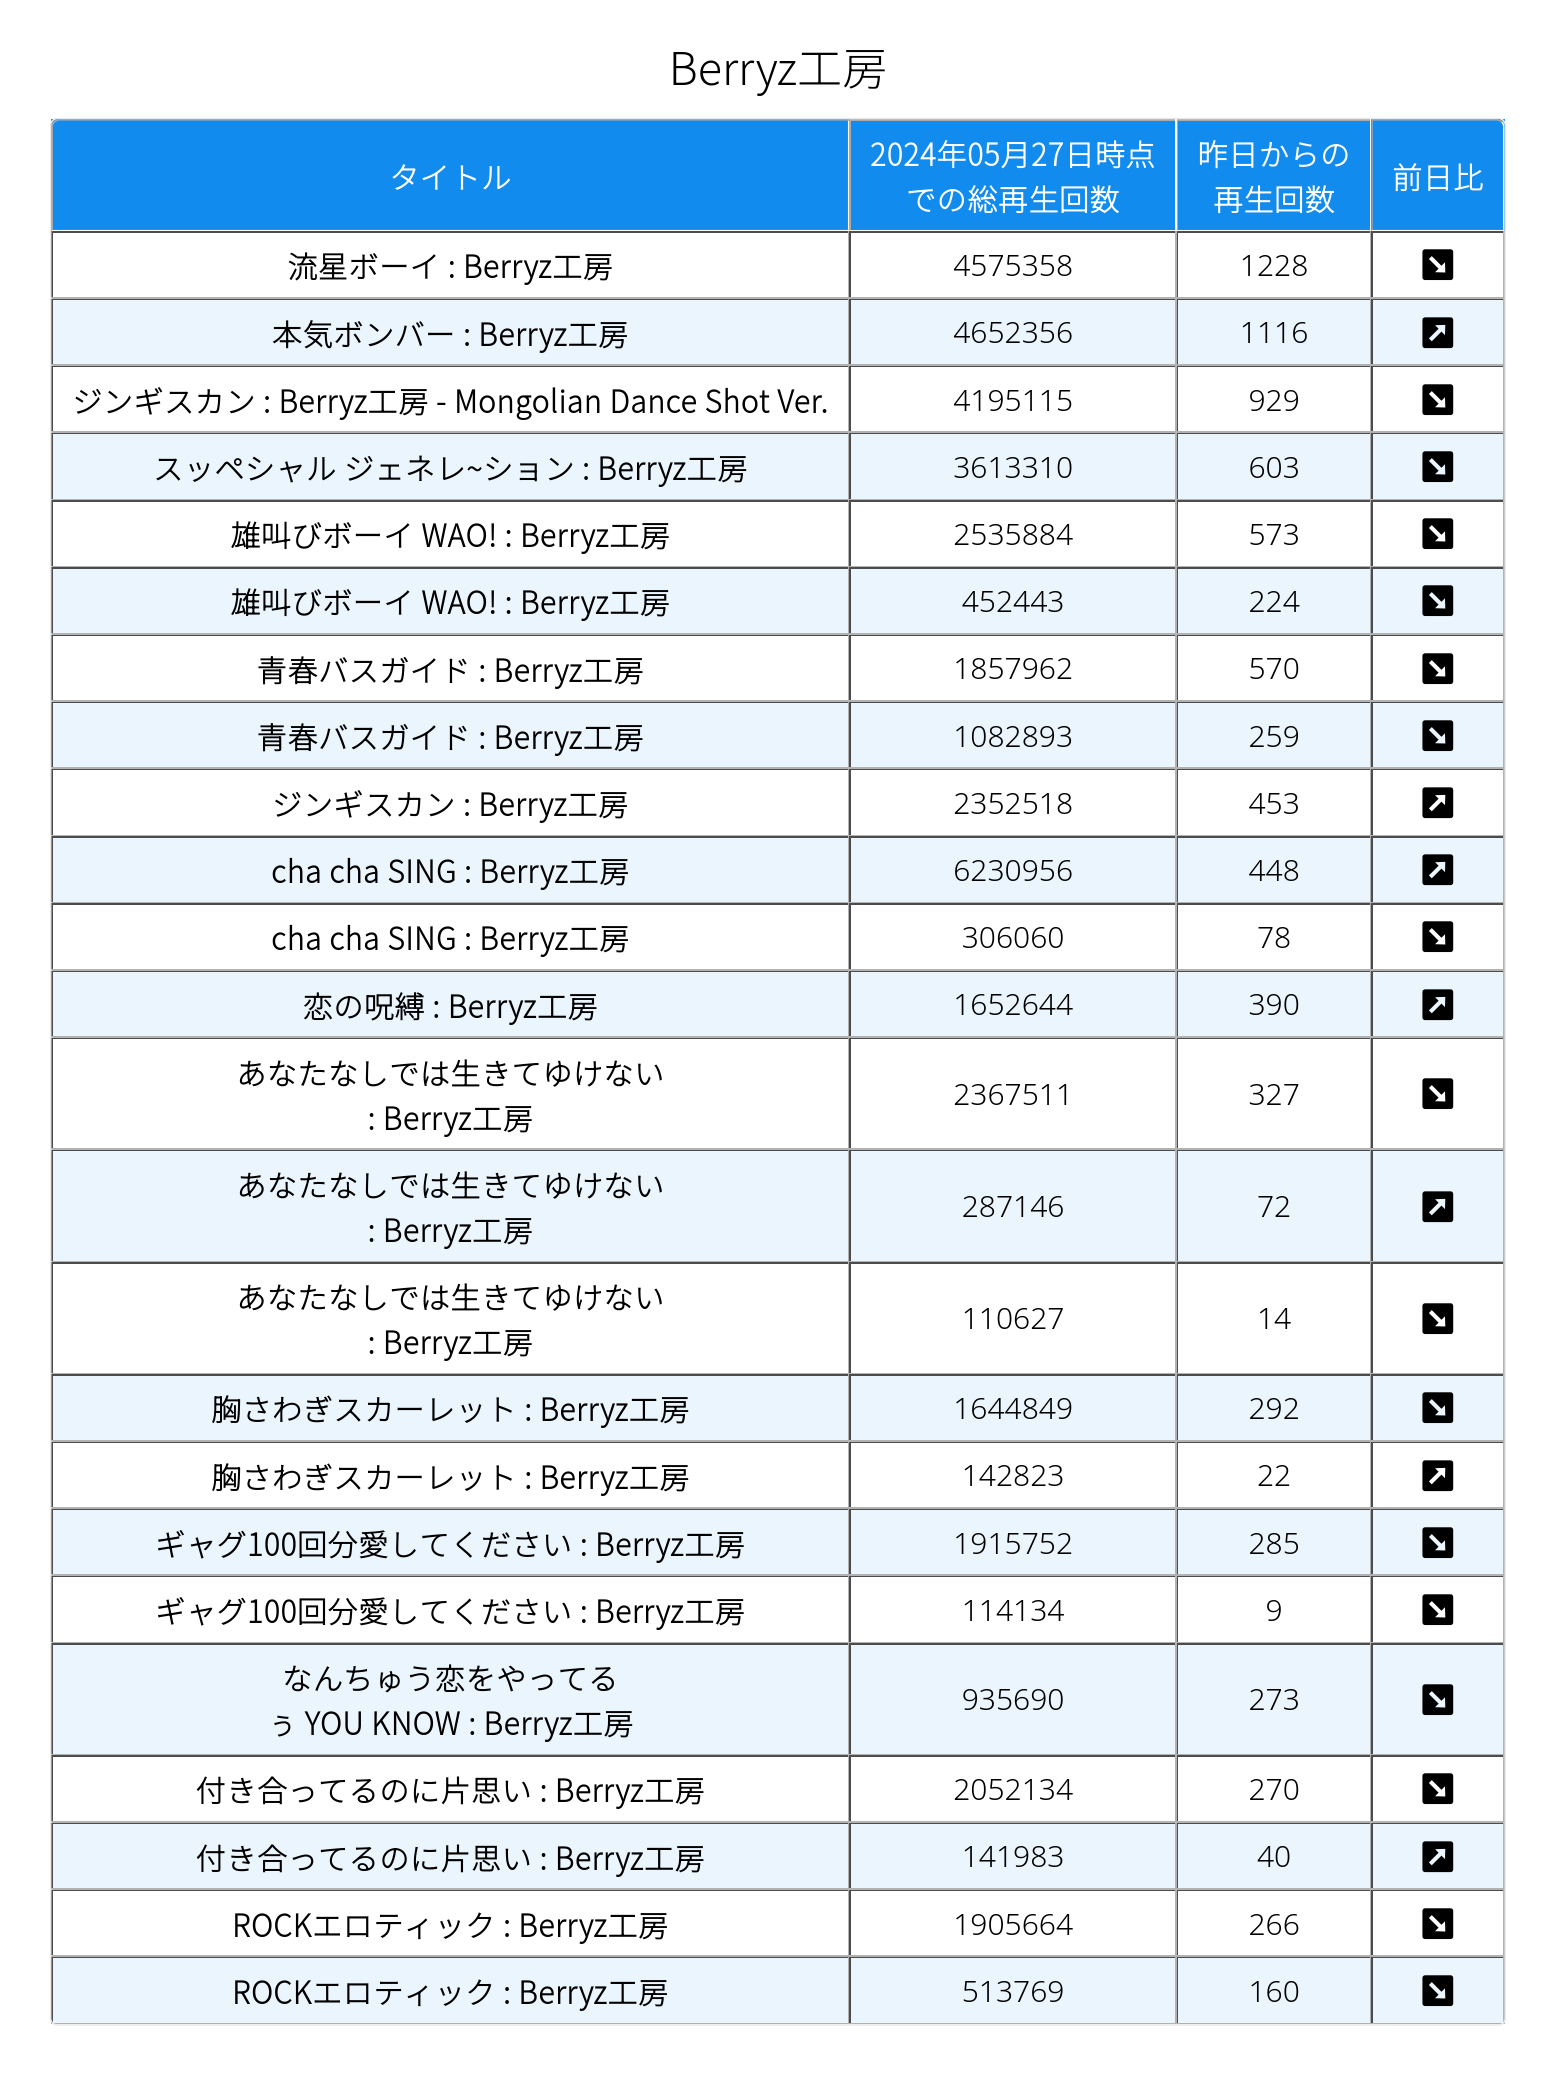 Berryz工房
タイトル
2024年05月27日時点
での総再生回数
昨日からの
再生回数
前日比
流星ボーイ : Berryz工房 4575358 1228
本気ボンバー : Berryz工房 4652356 1116
ジンギスカン : Berryz工房 - Mongolian Dance Shot Ver. 4195115 929
スッペシャル ジェネレ~ション : Berryz工房 3613310 603
雄叫びボーイ WAO! : Berryz工房 2535884 573
雄叫びボーイ WAO! : Berryz工房 452443 224
青春バスガイド : Berryz工房 1857962 570
青春バスガイド : Berryz工房 1082893 259
ジンギスカン : Berryz工房 2352518 453
cha cha SING : Berryz工房 6230956 448
cha cha SING : Berryz工房 306060 78
恋の呪縛 : Berryz工房 1652644 390
あなたなしでは生きてゆけない
: Berryz工房 2367511 327
あなたなしでは生きてゆけない
: Berryz工房 287146 72
あなたなしでは生きてゆけない
: Berryz工房 110627 14
胸さわぎスカーレット : Berryz工房 1644849 292
胸さわぎスカーレット : Berryz工房 142823 22
ギャグ100回分愛してください : Berryz工房 1915752 285
ギャグ100回分愛してください : Berryz工房 114134 9
なんちゅう恋をやってる
ぅ YOU KNOW : Berryz工房 935690 273
付き合ってるのに片思い : Berryz工房 2052134 270
付き合ってるのに片思い : Berryz工房 141983 40
ROCKエロティック : Berryz工房 1905664 266
ROCKエロティック : Berryz工房 513769 160